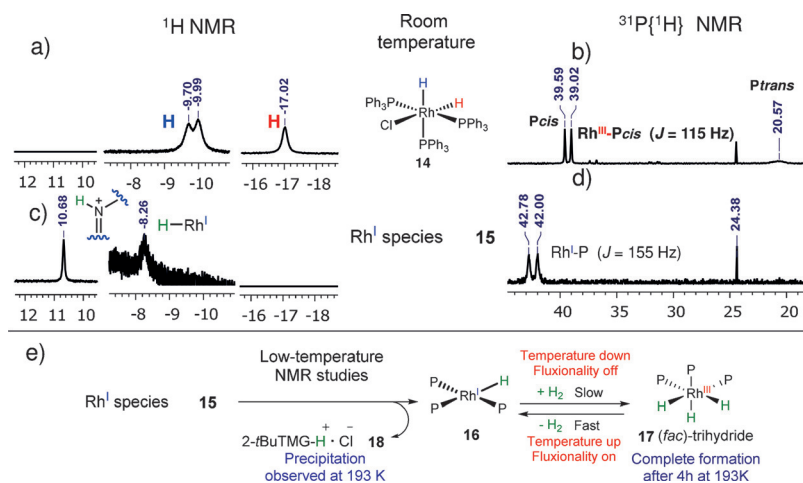 ¹H NMR
Room
temperature
³¹P{¹H} NMR
a)
H
-9.70
-9.99
H
-17.02
12 11 10
-8 -9 -10
-16 -17 -18
H
H
Ph₃P
Rh
Cl
PPh₃
PPh₃
14
b)
39.59
39.02
Pcis
Rhᴵᴵᴵ-Pcis (J = 115 Hz)
Ptrans
20.57
c)
10.68
H
+
N
-8.26
H
Rhᴵ
12 11 10
-8 -9 -10
-16 -17 -18
Rhᴵ species 15
d)
42.78
42.00
Rhᴵ-P (J = 155 Hz)
24.38
40 35 30 25 20
e)
Rhᴵ species 15
Low-temperature
NMR studies
2-tBuTMG-H⁺ · Cl⁻ 18
Precipitation
observed at 193 K
P
H
Rhᴵ
P
P
16
Temperature down
Fluxionality off
+ H₂ Slow
- H₂ Fast
Temperature up
Fluxionality on
P
P
P
Rhᴵᴵᴵ
H
H
H
17 (fac)-trihydride
Complete formation
after 4h at 193K